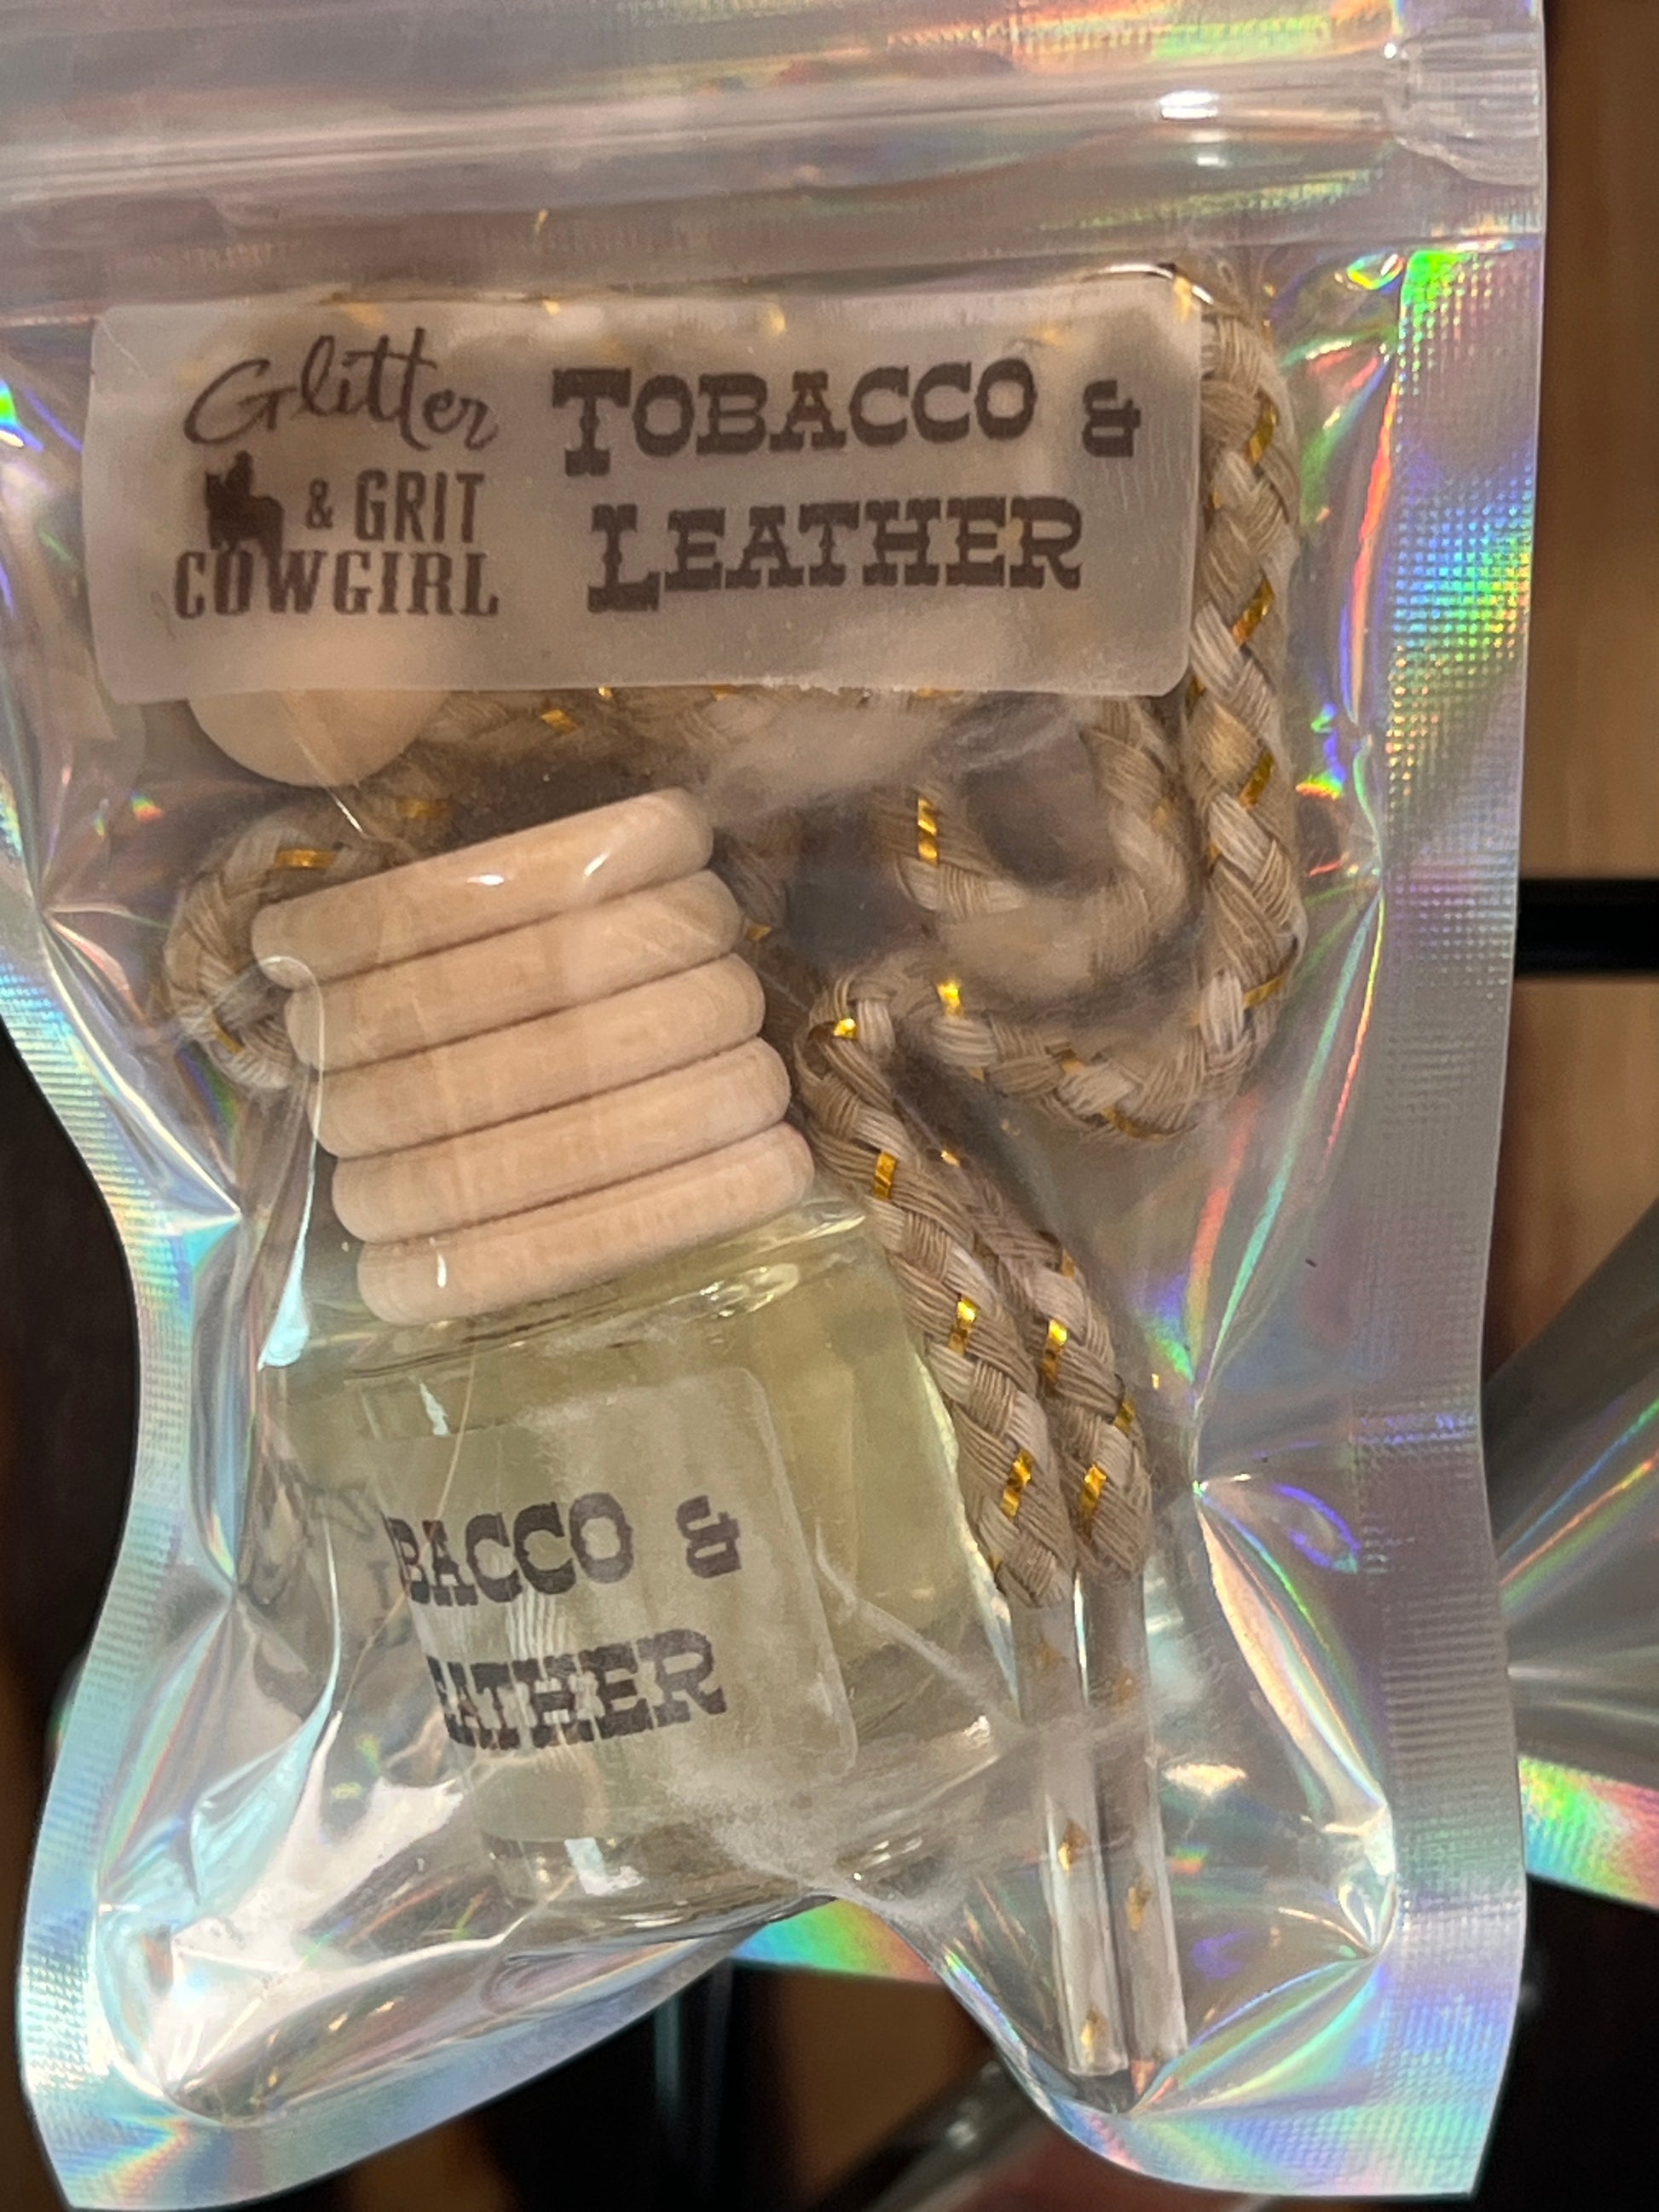 Glitter
& GRIT
COWGIRL
TOBACCO &
LEATHER
BACCO &
EATHER